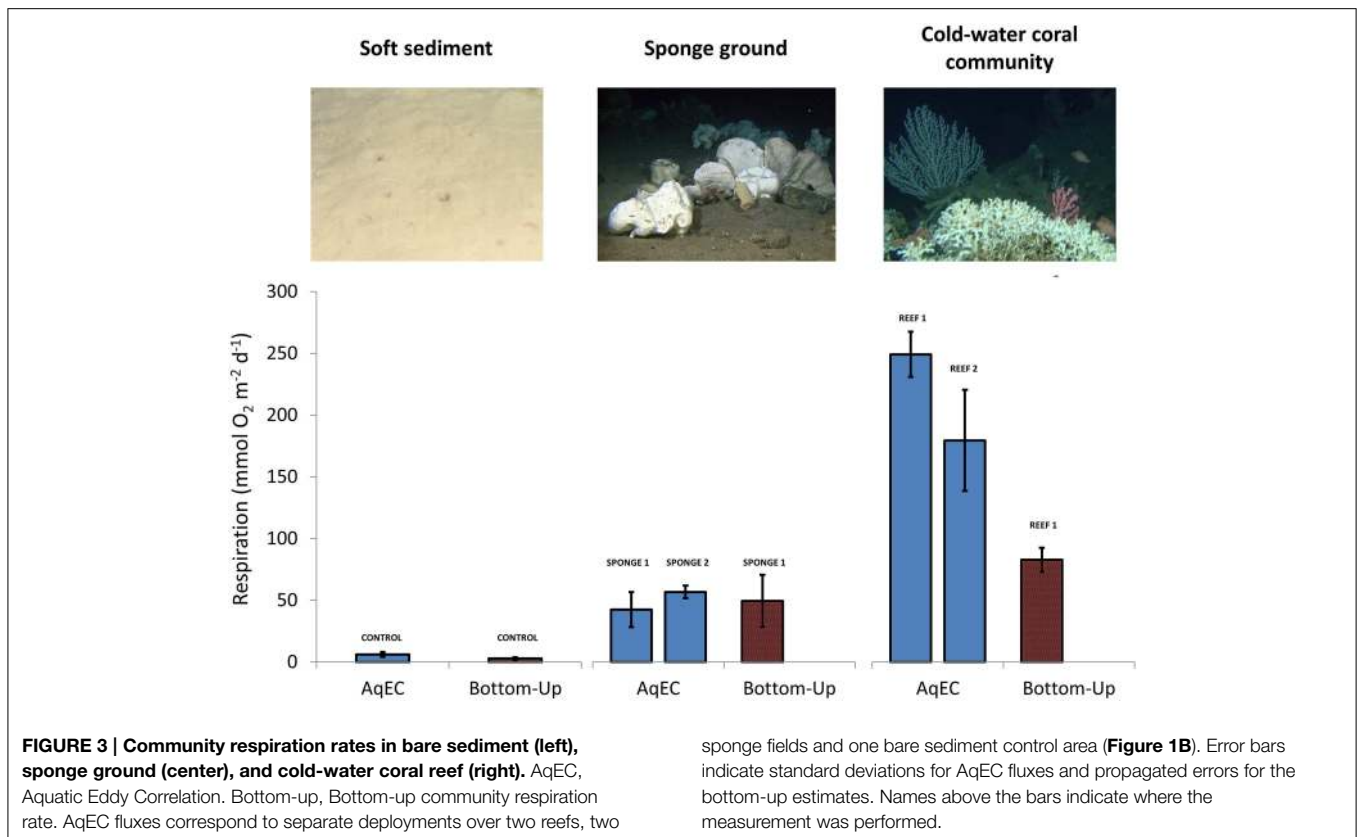 Soft sediment
Sponge ground
Cold-water coral
community
300
250
200
150
100
50
0
Respiration (mmol O₂ m⁻² d⁻¹)
CONTROL
CONTROL
SPONGE 1
SPONGE 2
SPONGE 1
REEF 1
REEF 2
REEF 1
AqEC
Bottom-Up
AqEC
Bottom-Up
AqEC
Bottom-Up
FIGURE 3 | Community respiration rates in bare sediment (left),
sponge ground (center), and cold-water coral reef (right). AqEC,
Aquatic Eddy Correlation. Bottom-up, Bottom-up community respiration
rate. AqEC fluxes correspond to separate deployments over two reefs, two
sponge fields and one bare sediment control area (Figure 1B). Error bars
indicate standard deviations for AqEC fluxes and propagated errors for the
bottom-up estimates. Names above the bars indicate where the
measurement was performed.